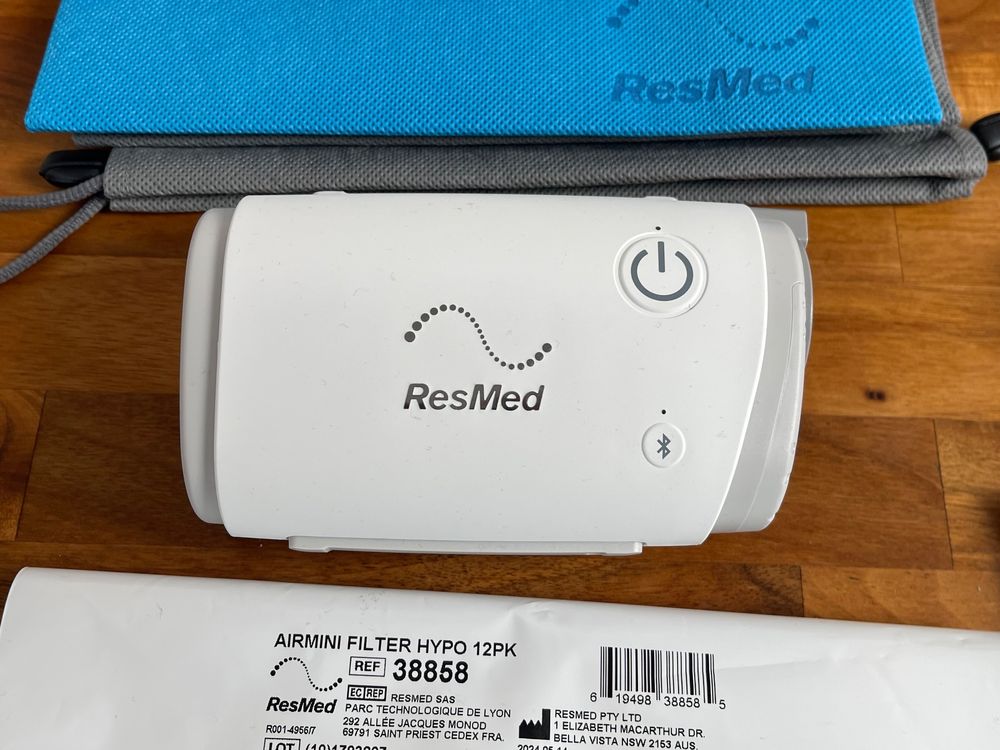 ResMed
ResMed
AIRMINI FILTER HYPO 12PK
REF 38858
ResMed
EC REP RESMED SAS
PARC TECHNOLOGIQUE DE LYON
292 ALLÉE JACQUES MONOD
69791 SAINT PRIEST CEDEX FRA.
R001-4956/7
LOT
6 19498 38858 5
RESMED PTY LTD
1 ELIZABETH MACARTHUR DR.
BELLA VISTA NSW 2153 AUS.